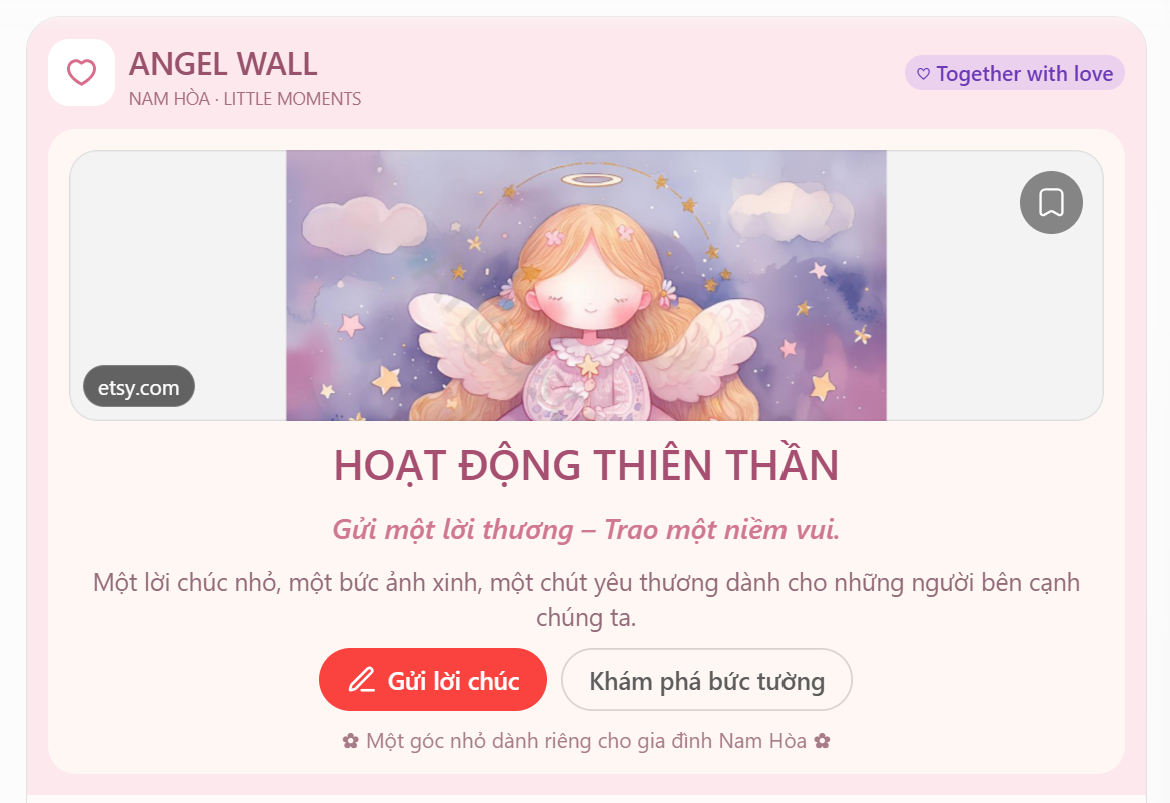 ANGEL WALL
NAM HÒA · LITTLE MOMENTS
♡ Together with love
etsy.com
HOẠT ĐỘNG THIÊN THẦN
Gửi một lời thương – Trao một niềm vui.
Một lời chúc nhỏ, một bức ảnh xinh, một chút yêu thương dành cho những người bên cạnh
chúng ta.
Gửi lời chúc
Khám phá bức tường
✿ Một góc nhỏ dành riêng cho gia đình Nam Hòa ✿